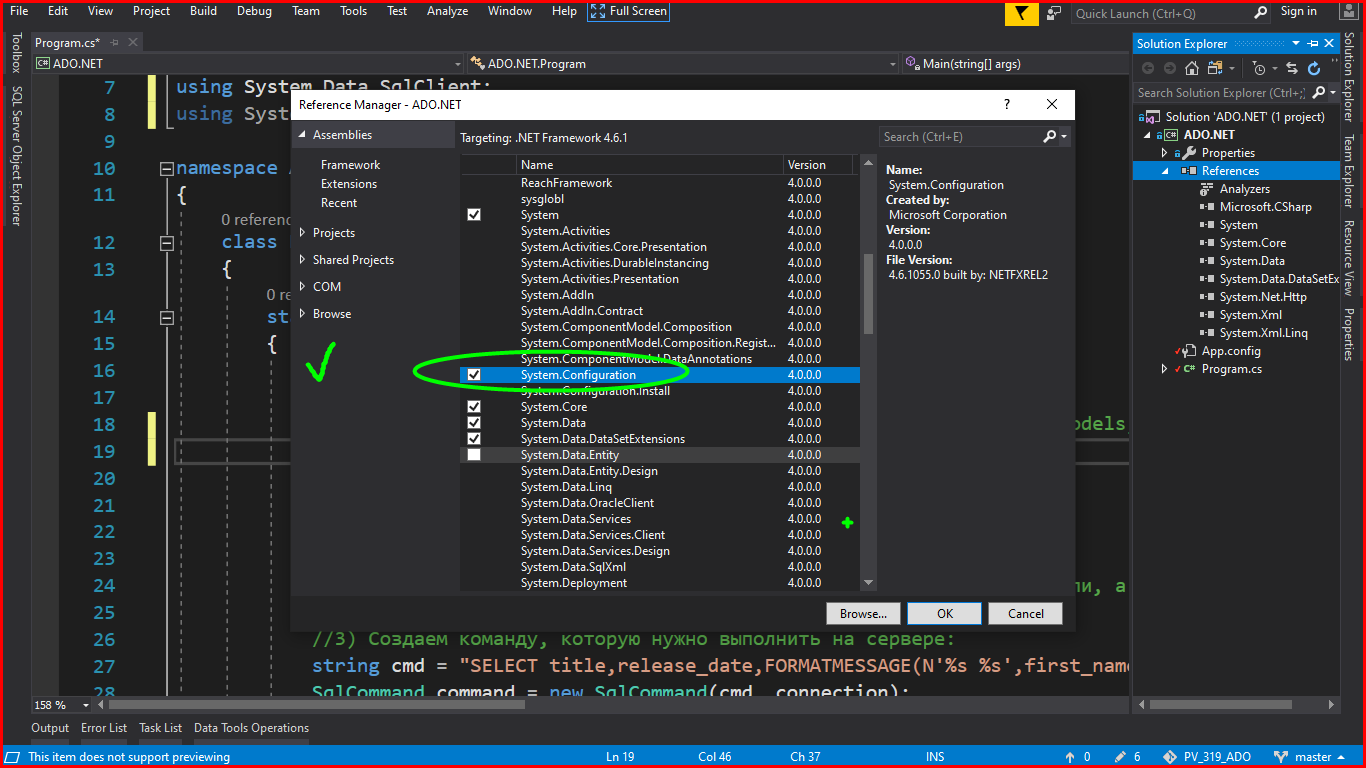 File Edit View Project Build Debug Team Tools Test Analyze Window Help Full Screen Quick Launch (Ctrl+Q) Sign in
Program.cs*
ADO.NET ADO.NET.Program Main(string[] args)
Toolbox
SQL Server Object Explorer
7 using System.Data.SqlClient;
8 using
9
10 namespace
11 {
0
12 class
13 {
0
14
15 {
16
18
19
20
21
22
23
24
25
26 //3) Создаем команду, которую нужно выполнить на сервере:
27 string cmd = "SELECT title,release_date,FORMATMESSAGE(N'%s %s',first_name
28 SqlCommand command = new SqlCommand(cmd, connection);
Reference Manager - ADO.NET
? 
Assemblies
Framework
Extensions
Recent
Projects
Shared Projects
COM
Browse
Targeting: .NET Framework 4.6.1
Search (Ctrl+E)
Name Version
ReachFramework 4.0.0.0
sysglobl 4.0.0.0
System 4.0.0.0
System.Activities 4.0.0.0
System.Activities.Core.Presentation 4.0.0.0
System.Activities.DurableInstancing 4.0.0.0
System.Activities.Presentation 4.0.0.0
System.AddIn 4.0.0.0
System.AddIn.Contract 4.0.0.0
System.ComponentModel.Composition 4.0.0.0
System.ComponentModel.Composition.Regist... 4.0.0.0
System.ComponentModel.DataAnnotations 4.0.0.0
System.Configuration 4.0.0.0
System.Configuration.Install 4.0.0.0
System.Core 4.0.0.0
System.Data 4.0.0.0
System.Data.DataSetExtensions 4.0.0.0
System.Data.Entity 4.0.0.0
System.Data.Entity.Design 4.0.0.0
System.Data.Linq 4.0.0.0
System.Data.OracleClient 4.0.0.0
System.Data.Services 4.0.0.0
System.Data.Services.Client 4.0.0.0
System.Data.Services.Design 4.0.0.0
System.Data.SqlXml 4.0.0.0
System.Deployment 4.0.0.0
Name:
System.Configuration
Created by:
Microsoft Corporation
Version:
4.0.0.0
File Version:
4.6.1055.0 built by: NETFXREL2
Browse... OK Cancel
Solution Explorer
Search Solution Explorer (Ctrl+;)
Solution 'ADO.NET' (1 project)
ADO.NET
Properties
References
Analyzers
Microsoft.CSharp
System
System.Core
System.Data
System.Data.DataSetEx
System.Net.Http
System.Xml
System.Xml.Linq
App.config
Program.cs
Solution Explorer
Team Explorer
Resource View
Properties
158 %
Output Error List Task List Data Tools Operations
This item does not support previewing Ln 19 Col 46 Ch 37 INS 0 6 PV_319_ADO master